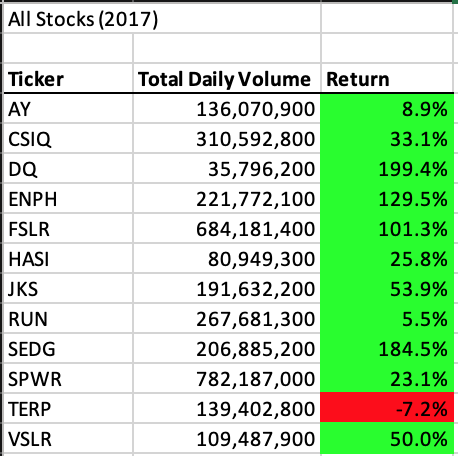 All Stocks (2017)
Ticker Total Daily Volume Return
AY 136,070,900 8.9%
CSIQ 310,592,800 33.1%
DQ 35,796,200 199.4%
ENPH 221,772,100 129.5%
FSLR 684,181,400 101.3%
HASI 80,949,300 25.8%
JKS 191,632,200 53.9%
RUN 267,681,300 5.5%
SEDG 206,885,200 184.5%
SPWR 782,187,000 23.1%
TERP 139,402,800 -7.2%
VSLR 109,487,900 50.0%